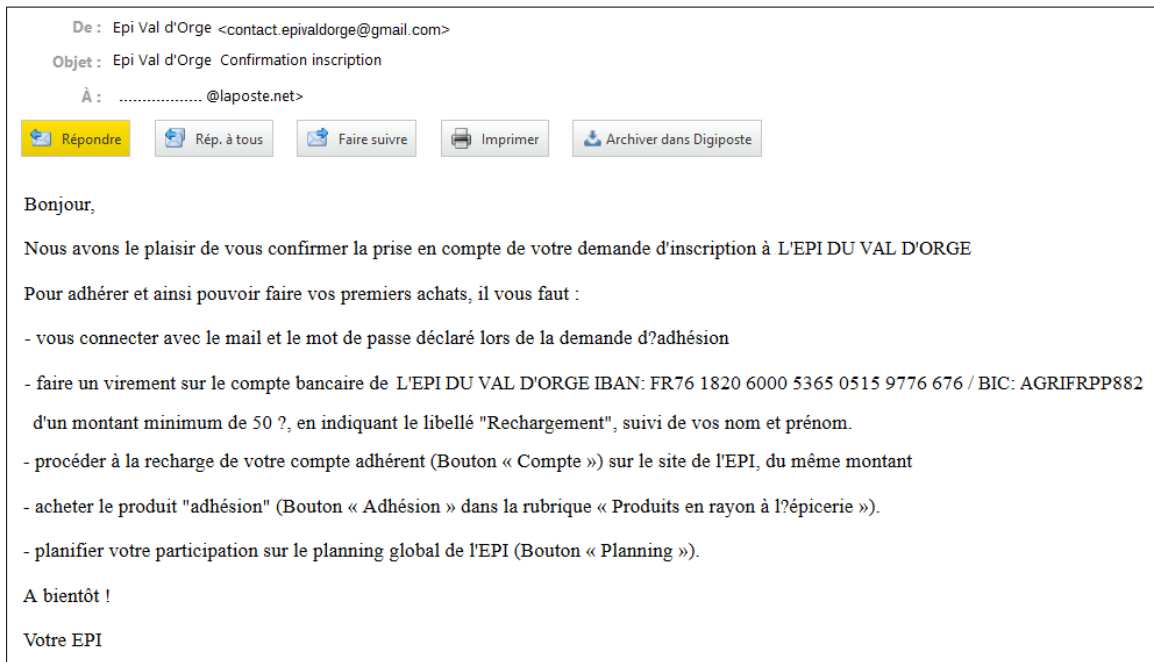 De : Epi Val d'Orge <contact.epivaldorge@gmail.com>
Objet : Epi Val d'Orge Confirmation inscription
À : .................. @laposte.net>
Répondre Rép. à tous Faire suivre Imprimer Archiver dans Digiposte
Bonjour,
Nous avons le plaisir de vous confirmer la prise en compte de votre demande d'inscription à L'EPI DU VAL D'ORGE
Pour adhérer et ainsi pouvoir faire vos premiers achats, il vous faut :
- vous connecter avec le mail et le mot de passe déclaré lors de la demande d?adhésion
- faire un virement sur le compte bancaire de L'EPI DU VAL D'ORGE IBAN: FR76 1820 6000 5365 0515 9776 676 / BIC: AGRIFRPP882
d'un montant minimum de 50 ?, en indiquant le libellé "Rechargement", suivi de vos nom et prénom.
- procéder à la recharge de votre compte adhérent (Bouton « Compte ») sur le site de l'EPI, du même montant
- acheter le produit "adhésion" (Bouton « Adhésion » dans la rubrique « Produits en rayon à l?épicerie »).
- planifier votre participation sur le planning global de l'EPI (Bouton « Planning »).
A bientôt !
Votre EPI